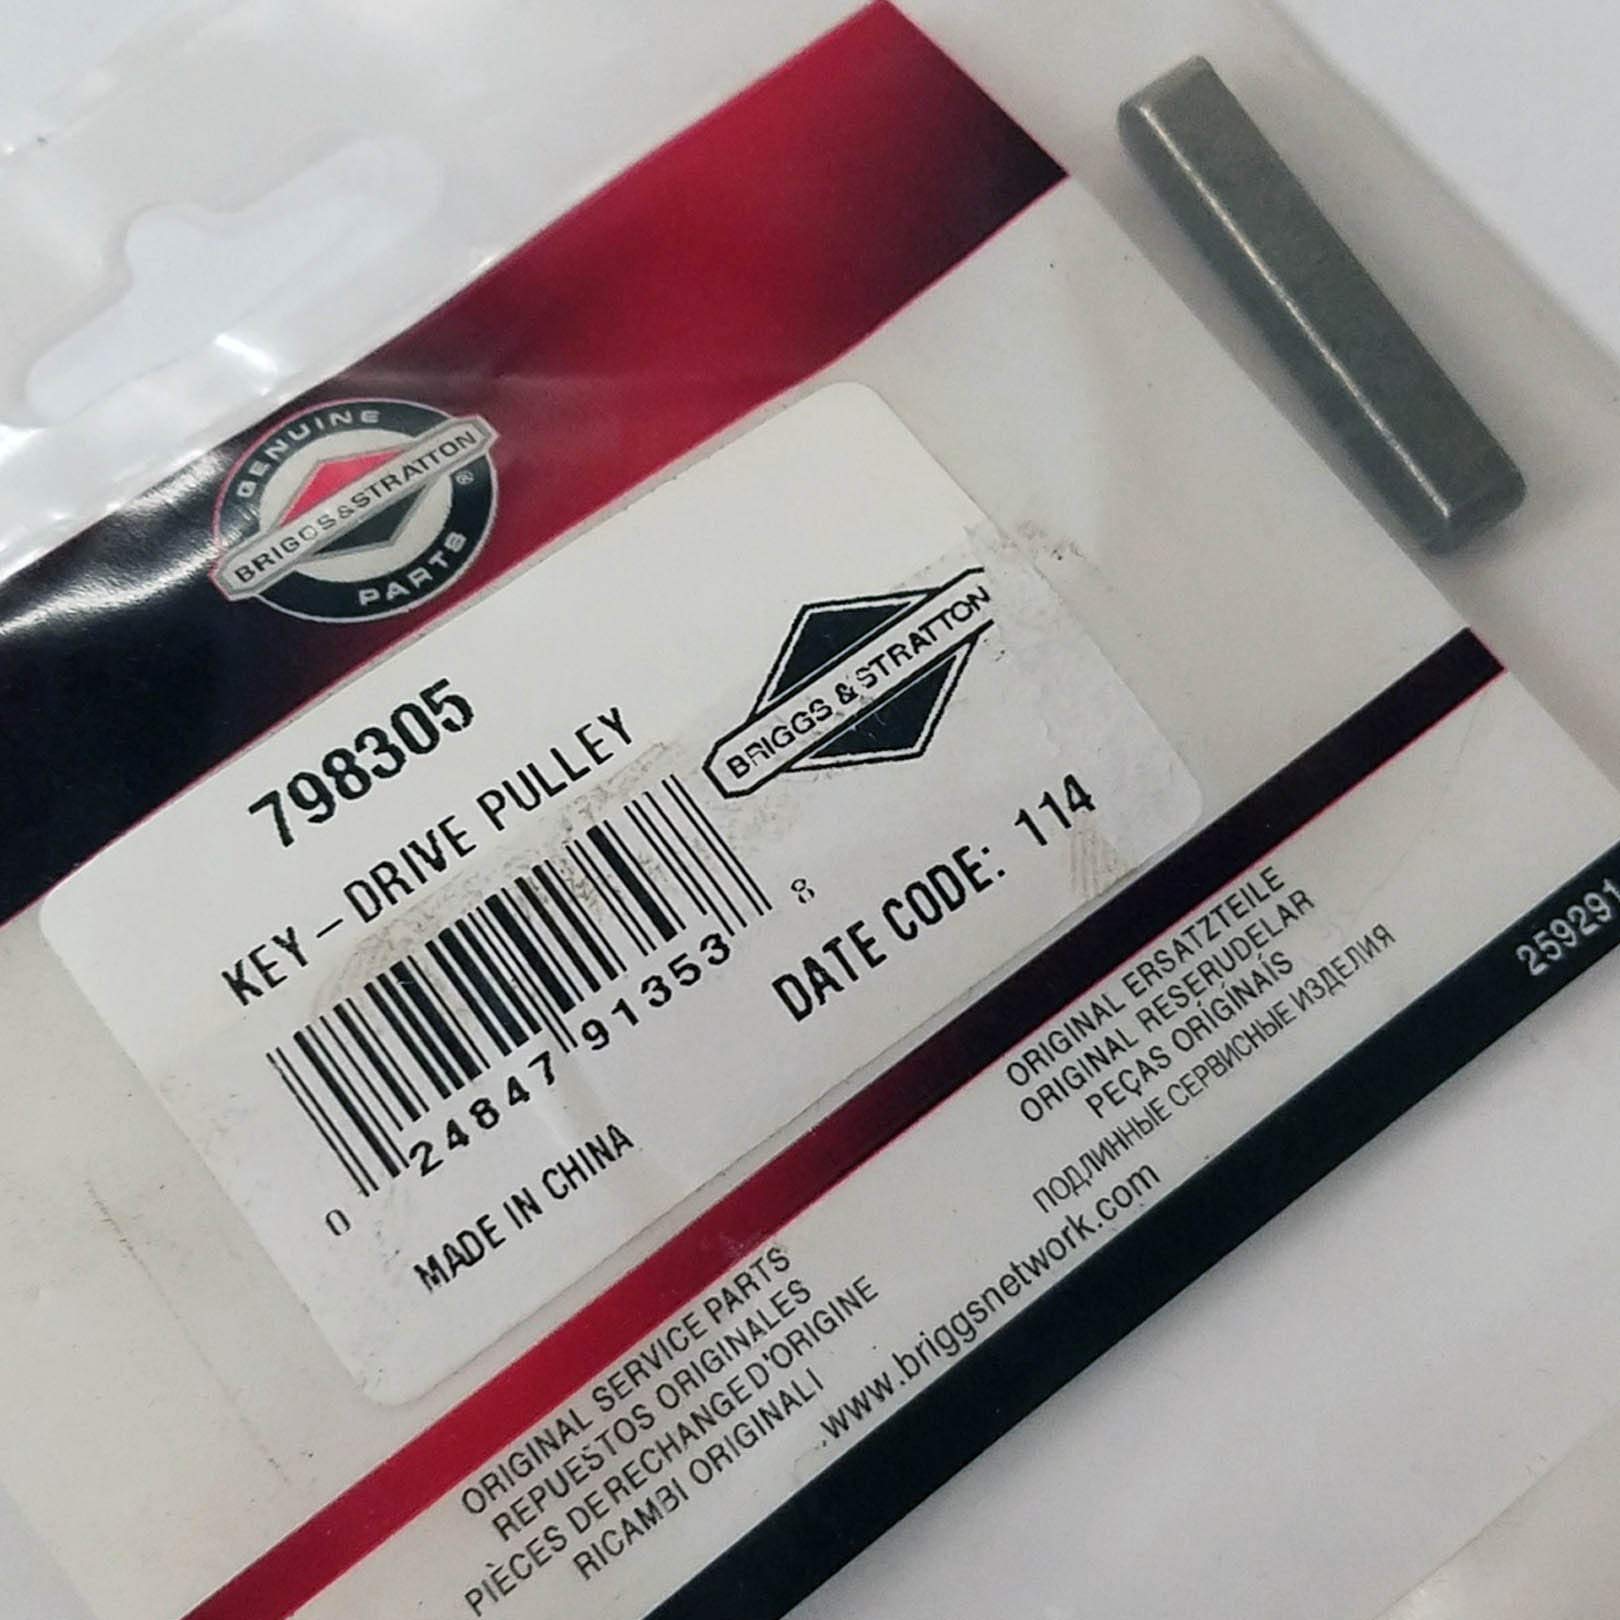 GENUINE
BRIGGS&STRATTON
®
PARTS
798305
KEY-DRIVE PULLEY
BRIGGS & STRATTON
0 24847 91353 8
DATE CODE: 114
MADE IN CHINA
ORIGINAL SERVICE PARTS
REPUESTOS ORIGINALES
PIÈCES DE RECHANGE D'ORIGINE
RICAMBI ORIGINALI
ORIGINAL ERSATZTEILE
ORIGINAL RESERUDELAR
PEÇAS ORÍGÍNAÍS
ПОДЛИННЫЕ СЕРВИСНЫЕ ИЗДЕЛИЯ
www.briggsnetwork.com
259291